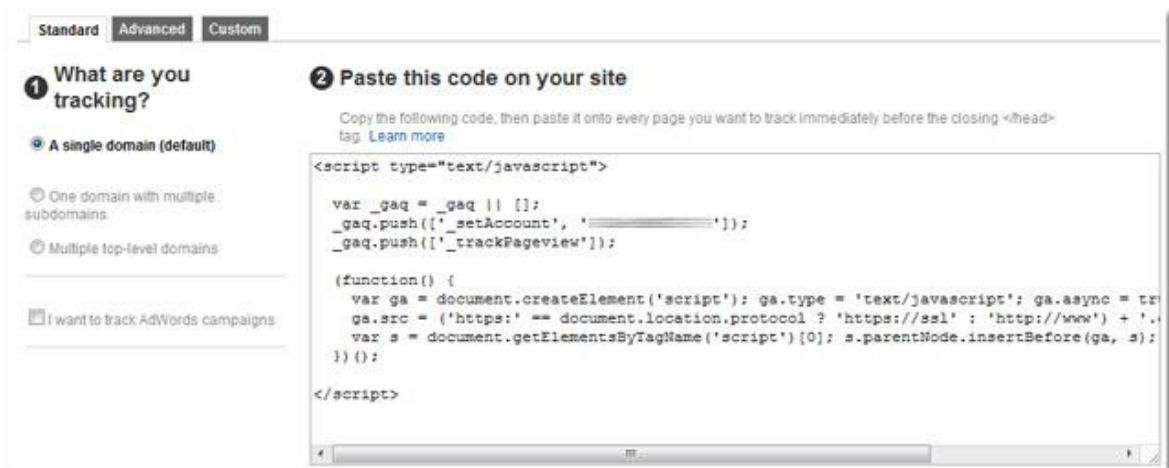 Standard Advanced Custom
1 What are you
tracking?
A single domain (default)
One domain with multiple
subdomains
Multiple top-level domains
I want to track AdWords campaigns
2 Paste this code on your site
Copy the following code, then paste it onto every page you want to track immediately before the closing </head>
tag. Learn more
<script type="text/javascript">
var _gaq = _gaq || [];
_gaq.push(['_setAccount', '']);
_gaq.push(['_trackPageview']);
(function() {
var ga = document.createElement('script'); ga.type = 'text/javascript'; ga.async = tr
ga.src = ('https:' == document.location.protocol ? 'https://ssl' : 'http://www') + '.
var s = document.getElementsByTagName('script')[0]; s.parentNode.insertBefore(ga, s);
})();
</script>